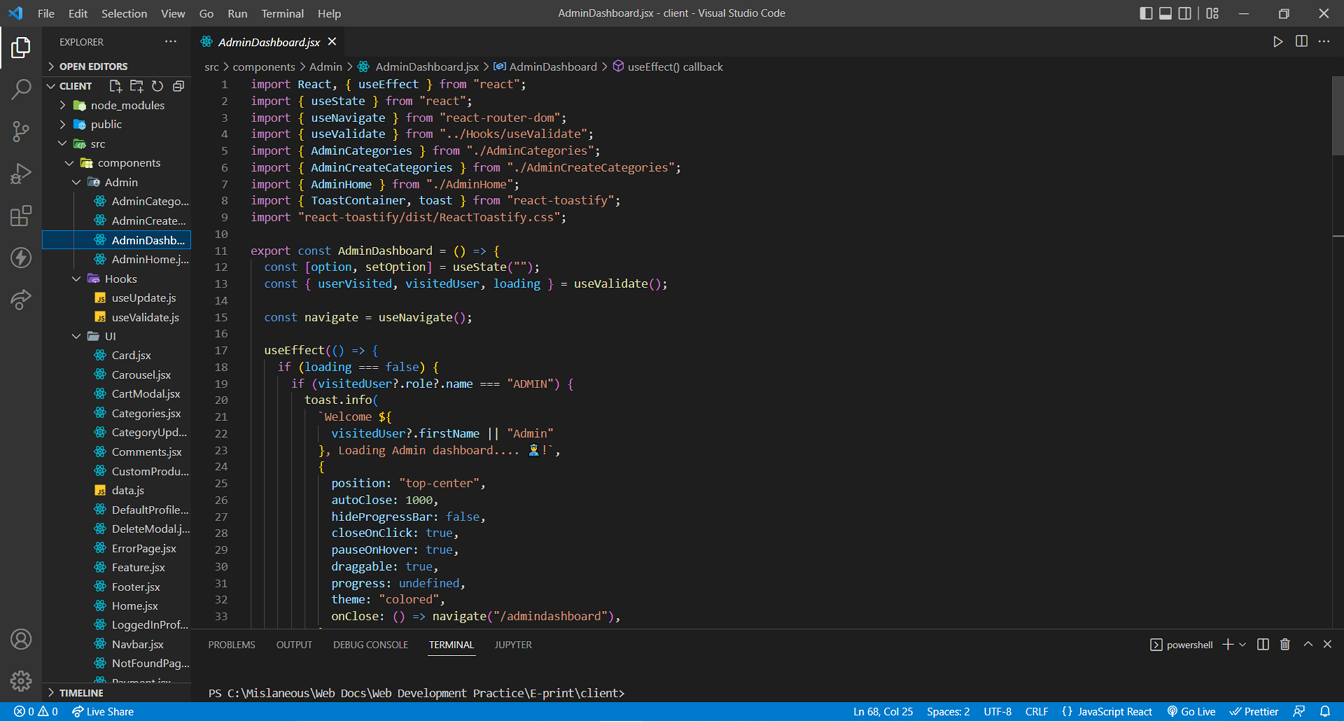 File Edit Selection View Go Run Terminal Help
AdminDashboard.jsx - client - Visual Studio Code
EXPLORER
OPEN EDITORS
CLIENT
node_modules
public
src
components
Admin
AdminCatego...
AdminCreate...
AdminDashb...
AdminHome.j...
Hooks
useUpdate.js
useValidate.js
UI
Card.jsx
Carousel.jsx
CartModal.jsx
Categories.jsx
CategoryUpd...
Comments.jsx
CustomProdu...
data.js
DefaultProfile...
DeleteModal.j...
ErrorPage.jsx
Feature.jsx
Footer.jsx
Home.jsx
LoggedInProf...
Navbar.jsx
NotFoundPag...
Payment.jsx
TIMELINE
AdminDashboard.jsx
src > components > Admin > AdminDashboard.jsx > AdminDashboard > useEffect() callback
1 import React, { useEffect } from "react";
2 import { useState } from "react";
3 import { useNavigate } from "react-router-dom";
4 import { useValidate } from "../Hooks/useValidate";
5 import { AdminCategories } from "./AdminCategories";
6 import { AdminCreateCategories } from "./AdminCreateCategories";
7 import { AdminHome } from "./AdminHome";
8 import { ToastContainer, toast } from "react-toastify";
9 import "react-toastify/dist/ReactToastify.css";
10
11 export const AdminDashboard = () => {
12 const [option, setOption] = useState("");
13 const { userVisited, visitedUser, loading } = useValidate();
14
15 const navigate = useNavigate();
16
17 useEffect(() => {
18 if (loading === false) {
19 if (visitedUser?.role?.name === "ADMIN") {
20 toast.info(
21 `Welcome ${
22 visitedUser?.firstName || "Admin"
23 }, Loading Admin dashboard.... !`,
24 {
25 position: "top-center",
26 autoClose: 1000,
27 hideProgressBar: false,
28 closeOnClick: true,
29 pauseOnHover: true,
30 draggable: true,
31 progress: undefined,
32 theme: "colored",
33 onClose: () => navigate("/admindashboard"),
PROBLEMS OUTPUT DEBUG CONSOLE TERMINAL JUPYTER
powershell
PS C:\Mislaneous\Web Docs\Web Development Practice\E-print\client>
0 0 Live Share
Ln 68, Col 25 Spaces: 2 UTF-8 CRLF {} JavaScript React Go Live Prettier